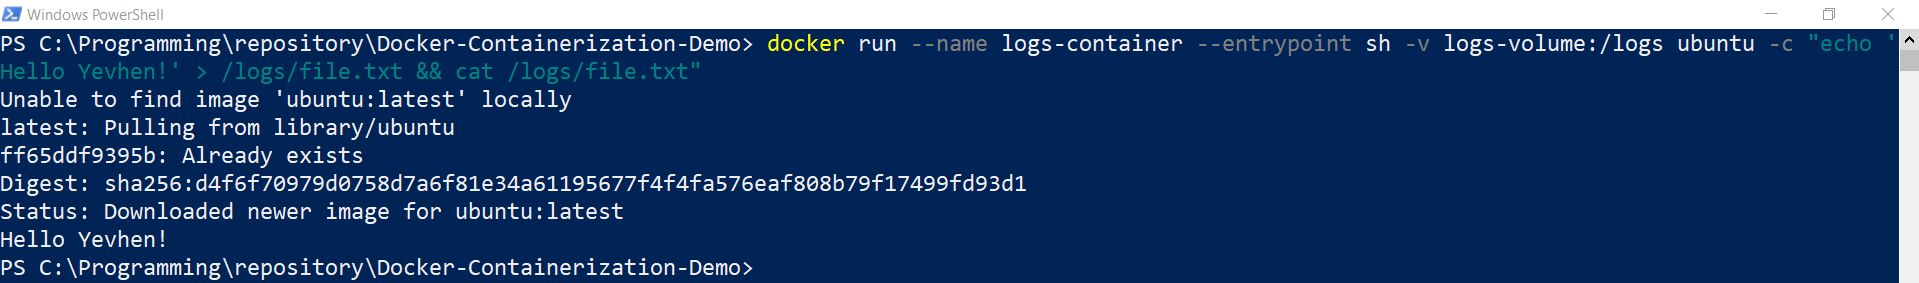 Windows PowerShell
PS C:\Programming\repository\Docker-Containerization-Demo> docker run --name logs-container --entrypoint sh -v logs-volume:/logs ubuntu -c "echo '
Hello Yevhen!' > /logs/file.txt && cat /logs/file.txt"
Unable to find image 'ubuntu:latest' locally
latest: Pulling from library/ubuntu
ff65ddf9395b: Already exists
Digest: sha256:d4f6f70979d0758d7a6f81e34a61195677f4f4fa576eaf808b79f17499fd93d1
Status: Downloaded newer image for ubuntu:latest
Hello Yevhen!
PS C:\Programming\repository\Docker-Containerization-Demo>